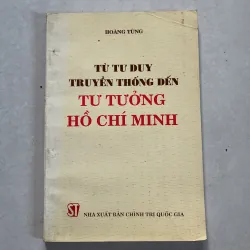 HOÀNG TÙNG
TỪ TƯ DUY
TRUYỀN THỐNG ĐẾN
TƯ TƯỞNG
HỒ CHÍ MINH
ST
NHÀ XUẤT BẢN CHÍNH TRỊ QUỐC GIA